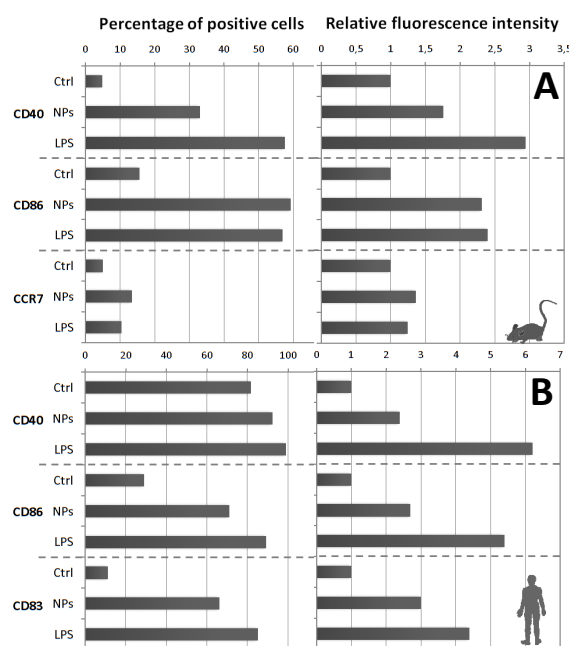 Percentage of positive cells Relative fluorescence intensity
0 10 20 30 40 50 60 0 0,5 1 1,5 2 2,5 3 3,5
A
Ctrl
CD40 NPs
LPS
Ctrl
CD86 NPs
LPS
Ctrl
CCR7 NPs
LPS
0 20 40 60 80 100 0 1 2 3 4 5 6 7
B
Ctrl
CD40 NPs
LPS
Ctrl
CD86 NPs
LPS
Ctrl
CD83 NPs
LPS